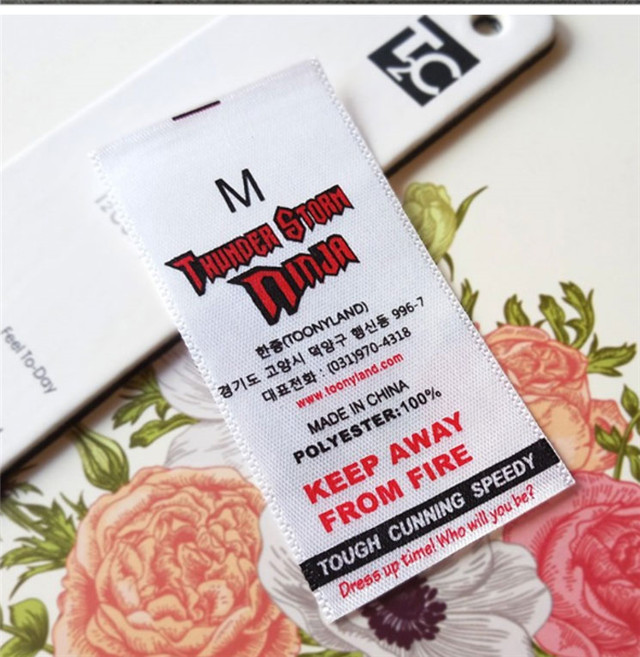 12C
M
THUNDER STORM
NINJA
한중(TOONYLAND)
경기도 고양시 덕양구 행신동 996-7
대표전화 : (031)970-4318
www.toonyland.com
MADE IN CHINA
POLYESTER:100%
KEEP AWAY
FROM FIRE
TOUGH CUNNING SPEEDY
Dress up time! Who will you be?
Feel To-Day